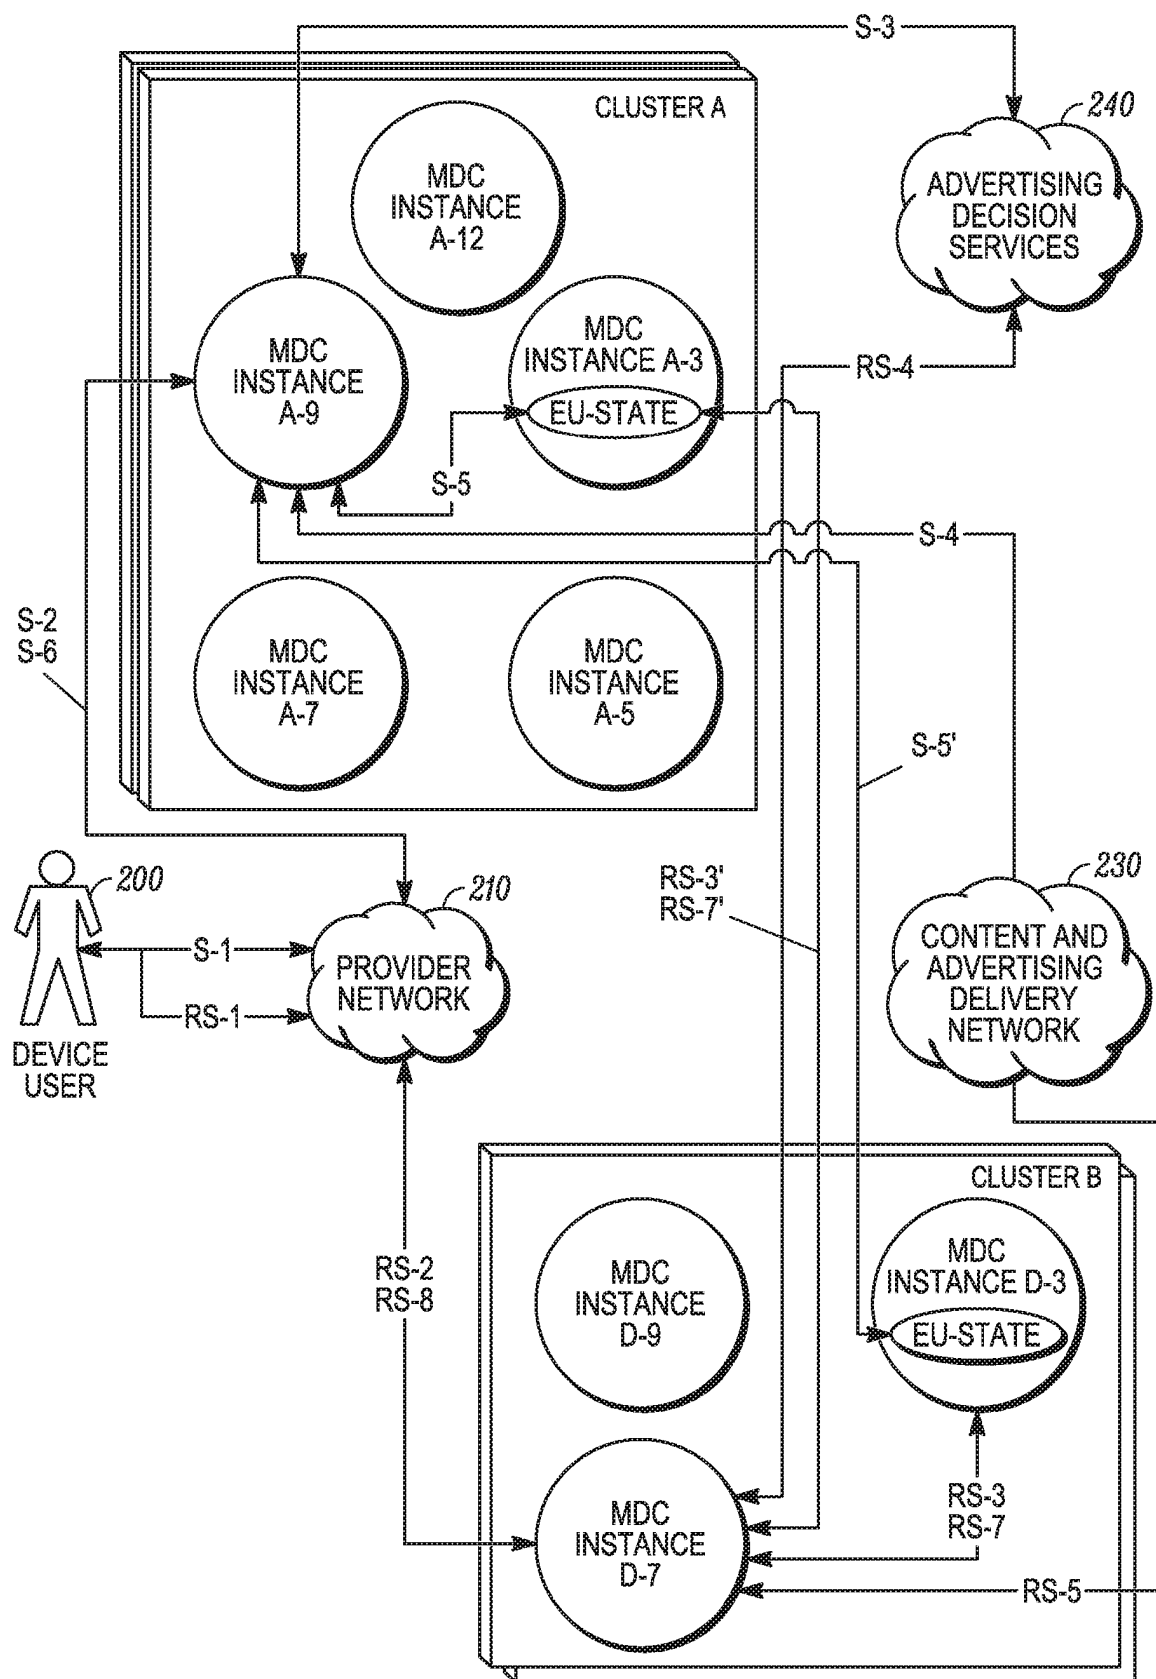 S-3
CLUSTER A
240
MDC
INSTANCE
A-12
ADVERTISING
DECISION
SERVICES
MDC
INSTANCE
A-9
MDC
INSTANCE A-3
EU-STATE
RS-4
S-5
S-4
S-2
S-6
MDC
INSTANCE
A-7
MDC
INSTANCE
A-5
S-5'
200
210
RS-3'
RS-7'
230
S-1
RS-1
PROVIDER
NETWORK
CONTENT AND
ADVERTISING
DELIVERY
NETWORK
DEVICE
USER
CLUSTER B
RS-2
RS-8
MDC
INSTANCE
D-9
MDC
INSTANCE D-3
EU-STATE
MDC
INSTANCE
D-7
RS-3
RS-7
RS-5